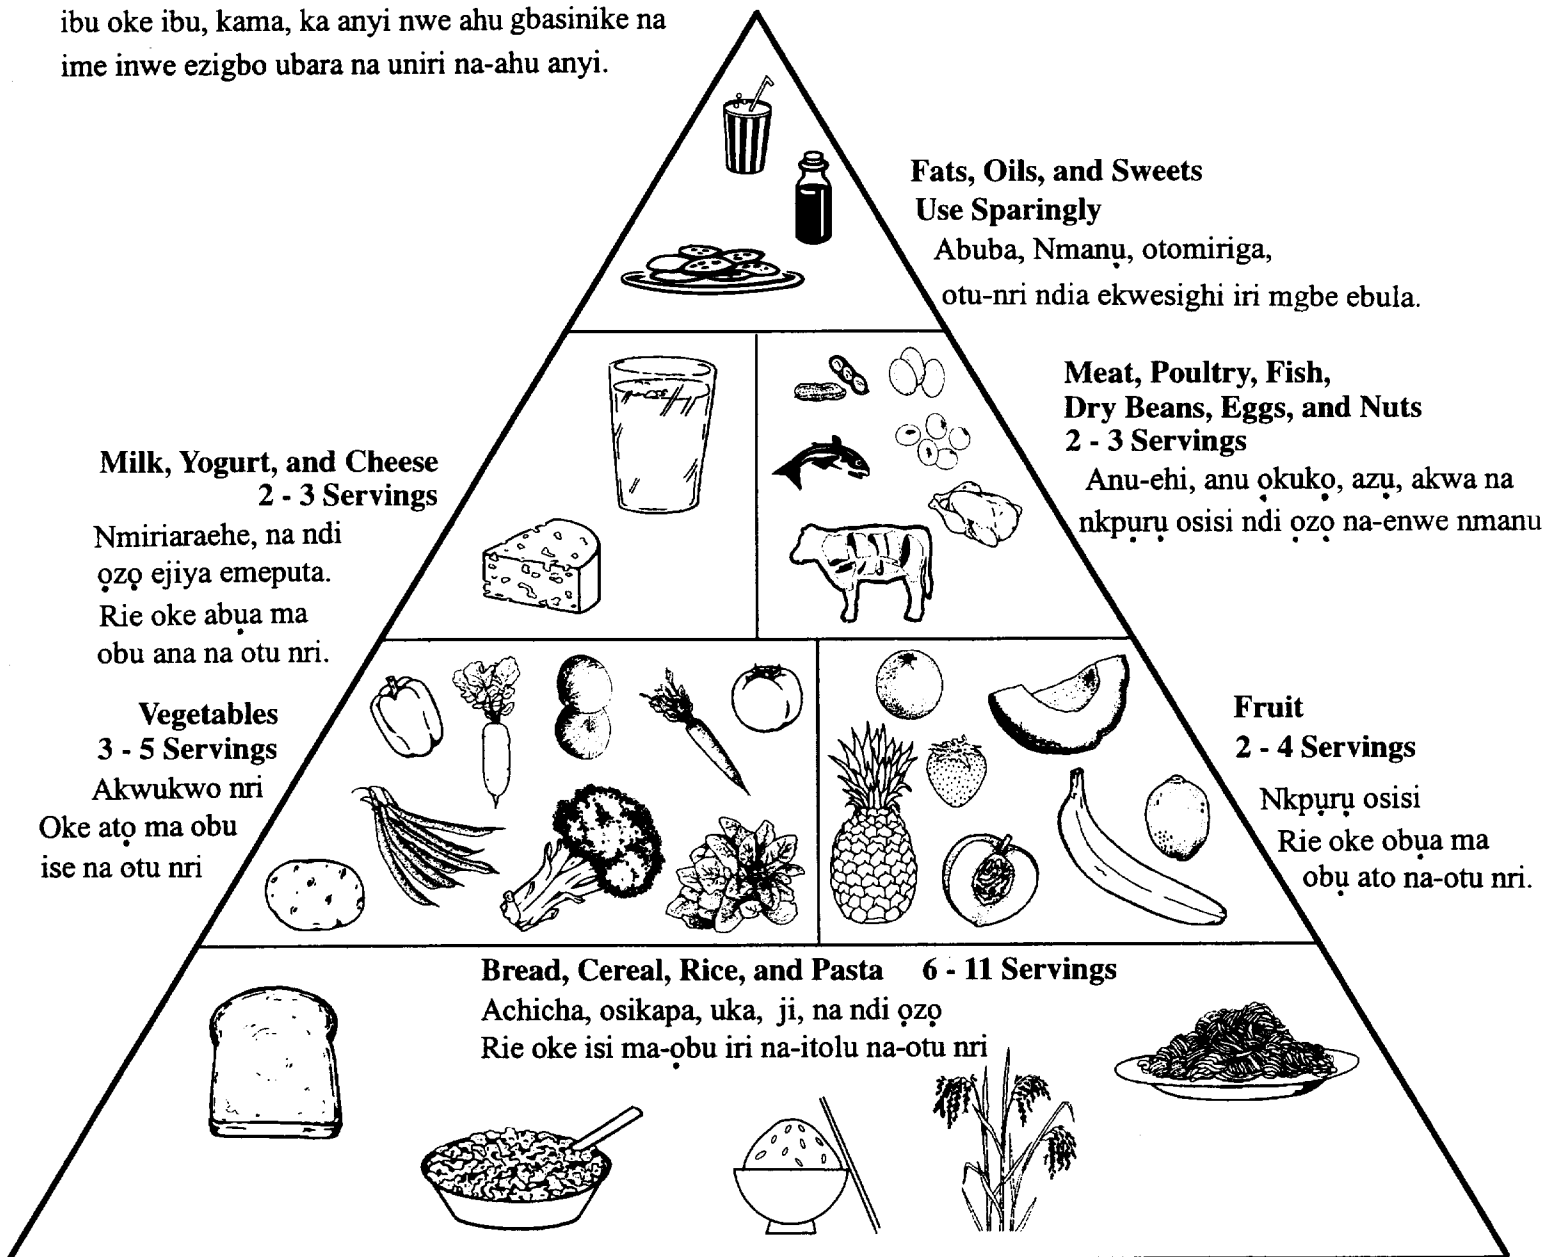 ibu oke ibu, kama, ka anyi nwe ahu gbasinike na
ime inwe ezigbo ubara na uniri na-ahu anyi.
Fats, Oils, and Sweets
Use Sparingly
Abuba, Nmanụ, otomiriga,
otu-nri ndia ekwesighi iri mgbe ebula.
Meat, Poultry, Fish,
Dry Beans, Eggs, and Nuts
2 - 3 Servings
Anu-ehi, anu ọkukọ, azụ, akwa na
nkpụrụ osisi ndi ọzọ na-enwe nmanu
Milk, Yogurt, and Cheese
2 - 3 Servings
Nmiriaraehe, na ndi
ọzọ ejiya emeputa.
Rie oke abụa ma
obu ana na otu nri.
Vegetables
3 - 5 Servings
Akwukwo nri
Oke atọ ma obu
ise na otu nri
Fruit
2 - 4 Servings
Nkpụrụ osisi
Rie oke obụa ma
obụ ato na-otu nri.
Bread, Cereal, Rice, and Pasta 6 - 11 Servings
Achicha, osikapa, uka, ji, na ndi ọzọ
Rie oke isi ma-ọbu iri na-itolu na-otu nri